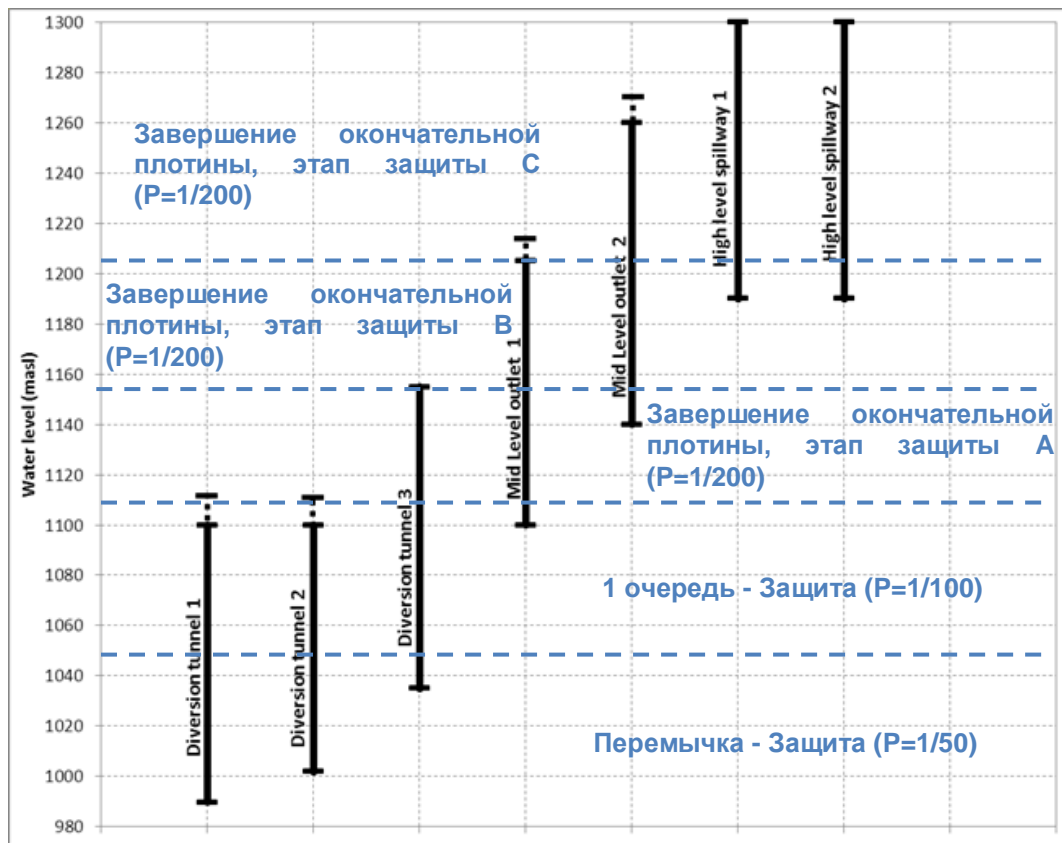 1300
1280
1260
1240
1220
1200
1180
1160
1140
1120
1100
1080
1060
1040
1020
1000
980
Water level (masl)
Завершение окончательной
плотины, этап защиты С
(P=1/200)
Завершение окончательной
плотины, этап защиты В
(P=1/200)
Завершение окончательной
плотины, этап защиты А
(P=1/200)
1 очередь - Защита (P=1/100)
Перемычка - Защита (P=1/50)
Diversion tunnel 1
Diversion tunnel 2
Diversion tunnel 3
Mid Level outlet 1
Mid Level outlet 2
High level spillway 1
High level spillway 2